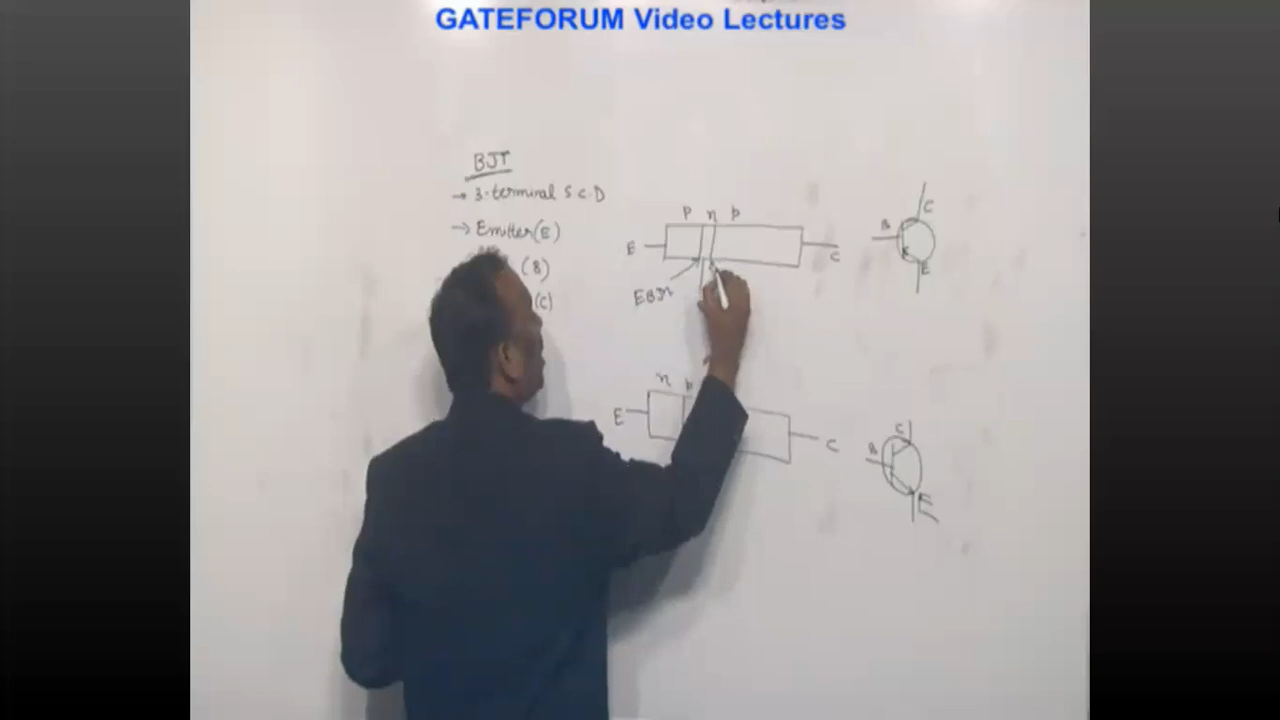 GATEFORUM Video Lectures
BJT
→ 3-terminal S.C.D
→ Emitter(E)
(B)
(C)
p n p
E
C
EBJn
B
C
E
n p
E
C
B
C
E